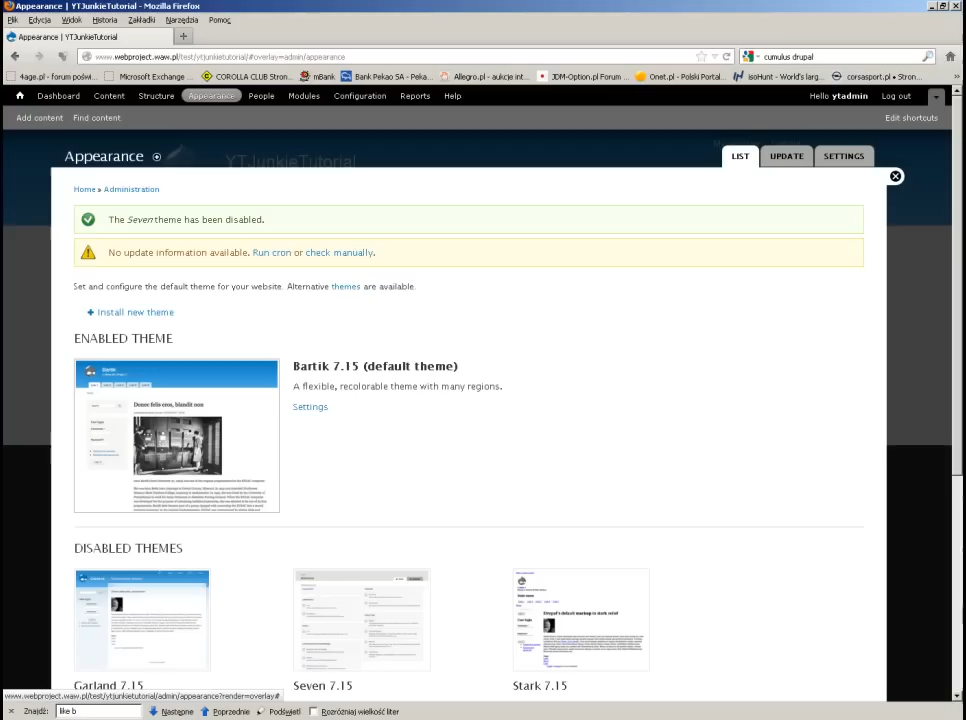 Appearance | YTJunkieTutorial - Mozilla Firefox
Plik Edycja Widok Historia Zakładki Narzędzia Pomoc
Appearance | YTJunkieTutorial
www.webproject.waw.pl/test/ytjunkietutorial/#overlay=admin/appearance
cumulus drupal
4age.pl - forum poświ... Microsoft Exchange ... COROLLA CLUB Stron... mBank Bank Pekao SA - Peka... Allegro.pl - aukcje int... JDM-Option.pl Forum ... Onet.pl - Polski Portal... isoHunt - World's larg... corsasport.pl • Stron...
Dashboard Content Structure Appearance People Modules Configuration Reports Help Hello ytadmin Log out
Add content Find content Edit shortcuts
Appearance YTJunkieTutorial LIST UPDATE SETTINGS
Home » Administration
The Seven theme has been disabled.
No update information available. Run cron or check manually.
Set and configure the default theme for your website. Alternative themes are available.
Install new theme
ENABLED THEME
Bartik 7.15 (default theme)
A flexible, recolorable theme with many regions.
Settings
Bartik
Donec felis eros, blandit non
DISABLED THEMES
Garland 7.15 Seven 7.15 Stark 7.15
www.webproject.waw.pl/test/ytjunkietutorial/admin/appearance?render=overlay#
Znajdź: like b Następne Poprzednie Podświetl Rozróżniaj wielkość liter